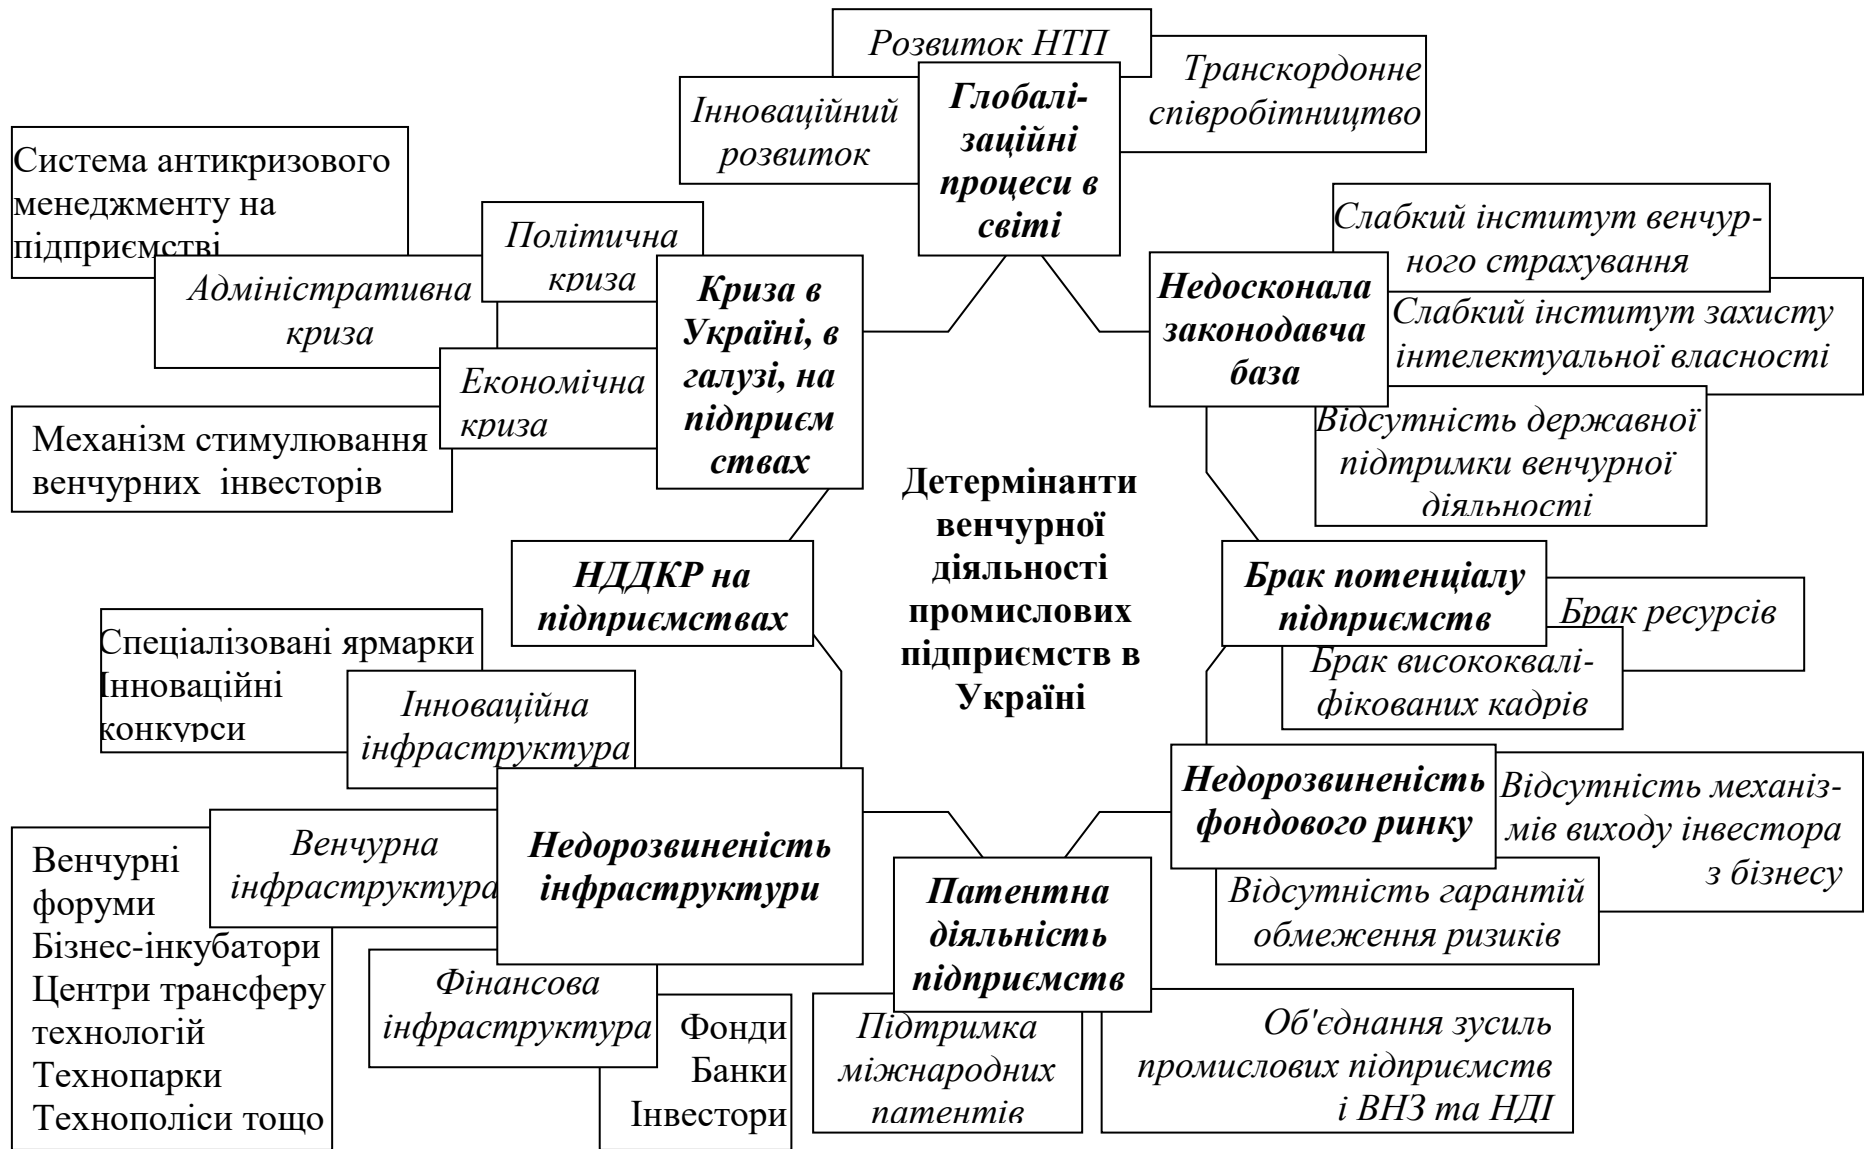 Розвиток НТП
Транскордонне
співробітництво
Інноваційний
розвиток
Глобалі-
заційні
процеси в
світі
Система антикризового
менеджменту на
підприємстві
Політична
криза
Адміністративна
криза
Економічна
криза
Криза в
Україні, в
галузі, на
підприєм
ствах
Механізм стимулювання
венчурних  інвесторів
Слабкий інститут венчур-
ного страхування
Недосконала
законодавча
база
Слабкий інститут захисту
інтелектуальної власності
Відсутність державної
підтримки венчурної
діяльності
Детермінанти
венчурної
діяльності
промислових
підприємств в
Україні
НДДКР на
підприємствах
Брак потенціалу
підприємств
Брак ресурсів
Брак висококвалі-
фікованих кадрів
Спеціалізовані ярмарки
Інноваційні
конкурси
Інноваційна
інфраструктура
Недорозвиненість
інфраструктури
Венчурна
інфраструктура
Венчурні
форуми
Бізнес-інкубатори
Центри трансферу
технологій
Технопарки
Технополіси тощо
Фінансова
інфраструктура
Фонди
Банки
Інвестори
Недорозвиненість
фондового ринку
Відсутність механіз-
мів виходу інвестора
з бізнесу
Відсутність гарантій
обмеження ризиків
Патентна
діяльність
підприємств
Підтримка
міжнародних
патентів
Об'єднання зусиль
промислових підприємств
і ВНЗ та НДІ